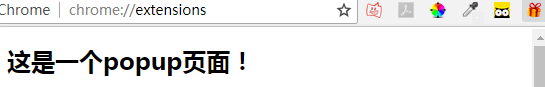 Chrome | chrome://extensions
这是一个popup页面！